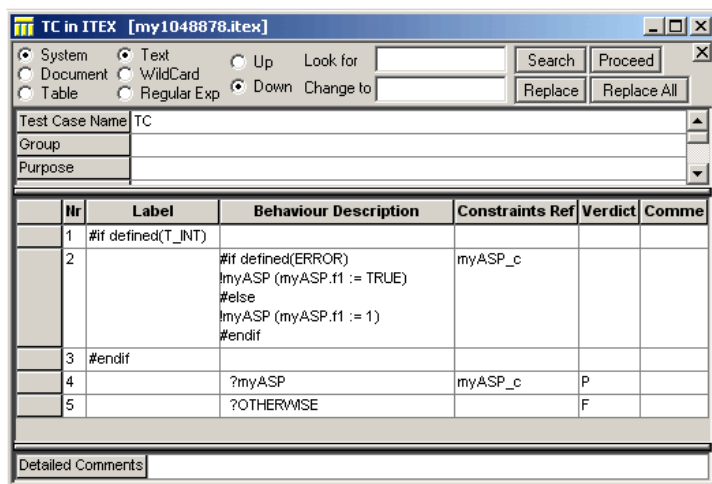 TC in ITEX [my1048878.itex]
System Text Up Look for Search Proceed
Document WildCard
Table Regular Exp Down Change to Replace Replace All
Test Case Name TC
Group
Purpose
Nr Label Behaviour Description Constraints Ref Verdict Comme
1 #if defined(T_INT)
2 #if defined(ERROR) myASP_c
!myASP (myASP.f1 := TRUE)
#else
!myASP (myASP.f1 := 1)
#endif
3 #endif
4 ?myASP myASP_c P
5 ?OTHERWISE F
Detailed Comments